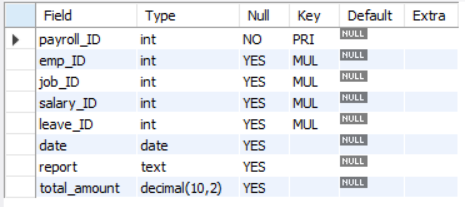 Field Type Null Key Default Extra
payroll_ID int NO PRI NULL
emp_ID int YES MUL NULL
job_ID int YES MUL NULL
salary_ID int YES MUL NULL
leave_ID int YES MUL NULL
date date YES NULL
report text YES NULL
total_amount decimal(10,2) YES NULL